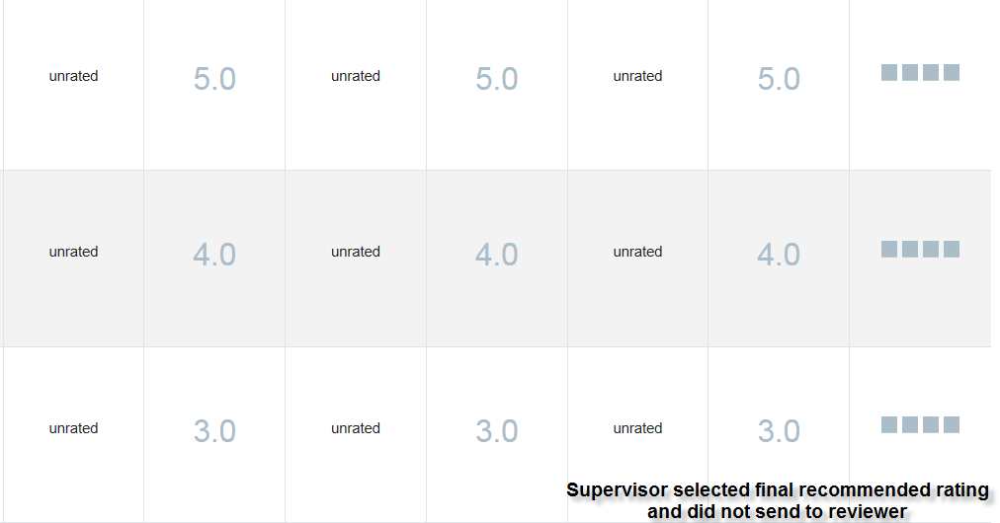 unrated 5.0 unrated 5.0 unrated 5.0
unrated 4.0 unrated 4.0 unrated 4.0
unrated 3.0 unrated 3.0 unrated 3.0
Supervisor selected final recommended rating
and did not send to reviewer